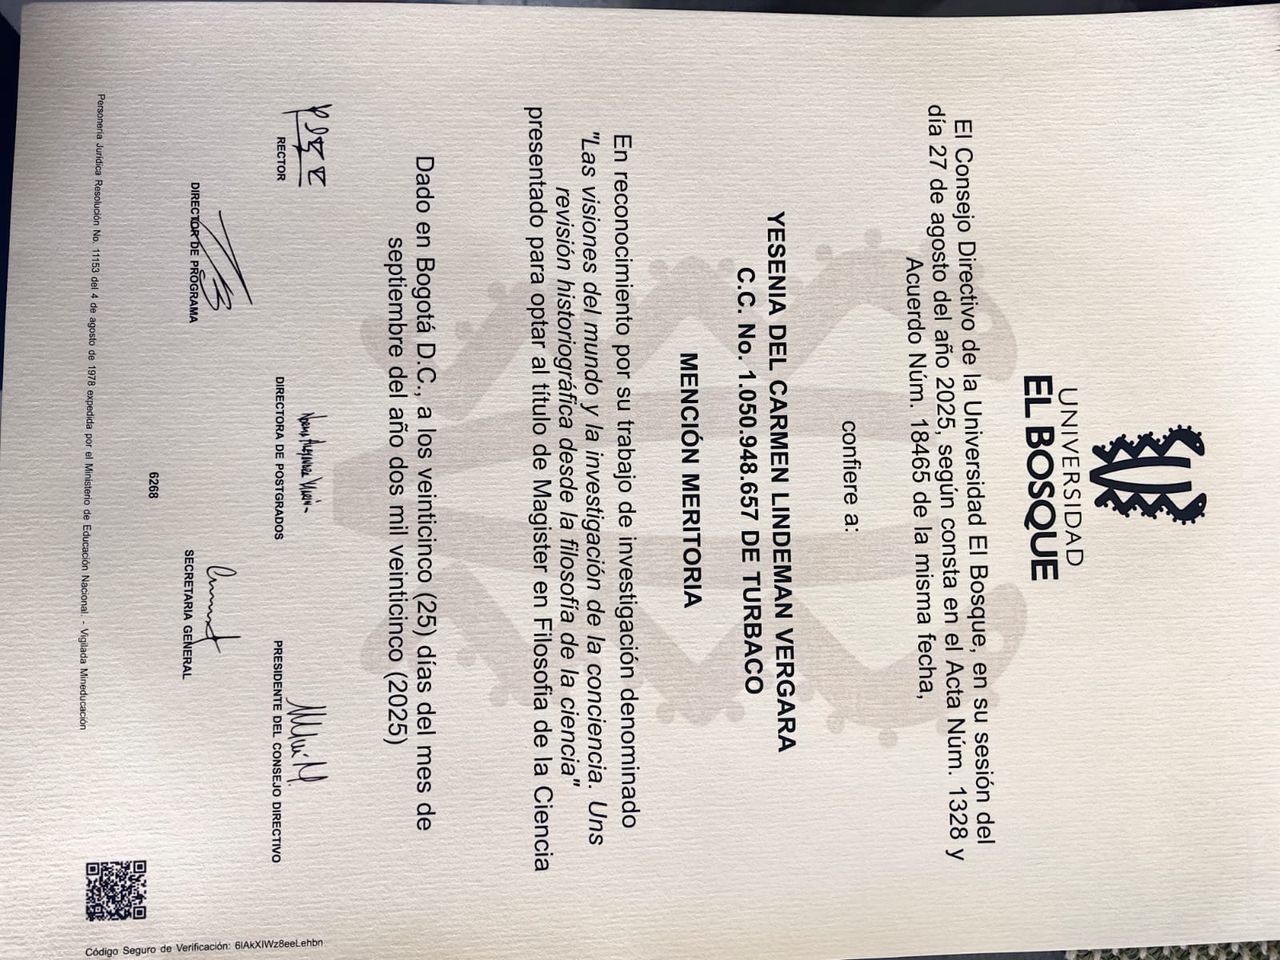 UNIVERSIDAD
EL BOSQUE
El Consejo Directivo de la Universidad El Bosque, en su sesión del
día 27 de agosto del año 2025, según consta en el Acta Núm. 1328 y
Acuerdo Núm. 18465 de la misma fecha,
confiere a:
YESENIA DEL CARMEN LINDEMAN VERGARA
C.C. No. 1.050.948.657 DE TURBACO
MENCIÓN MERITORIA
En reconocimiento por su trabajo de investigación denominado
"Las visiones del mundo y la investigación de la conciencia. Uns
revisión historiográfica desde la filosofía de la ciencia"
presentado para optar al título de Magister en Filosofia de la Ciencia
Dado en Bogotá D.C., a los veinticinco (25) días del mes de
septiembre del año dos mil veinticinco (2025)
RECTOR
DIRECTORA DE POSTGRADOS
PRESIDENTE DEL CONSEJO DIRECTIVO
DIRECTOR DE PROGRAMA
SECRETARIA GENERAL
6268
Personería Jurídica Resolución No. 11153 del 4 de agosto de 1978 expedida por el Ministerio de Educación Nacional. - Vigilada Mineducación
Código Seguro de Verificación: 6lAkXIWz8eeLehbn